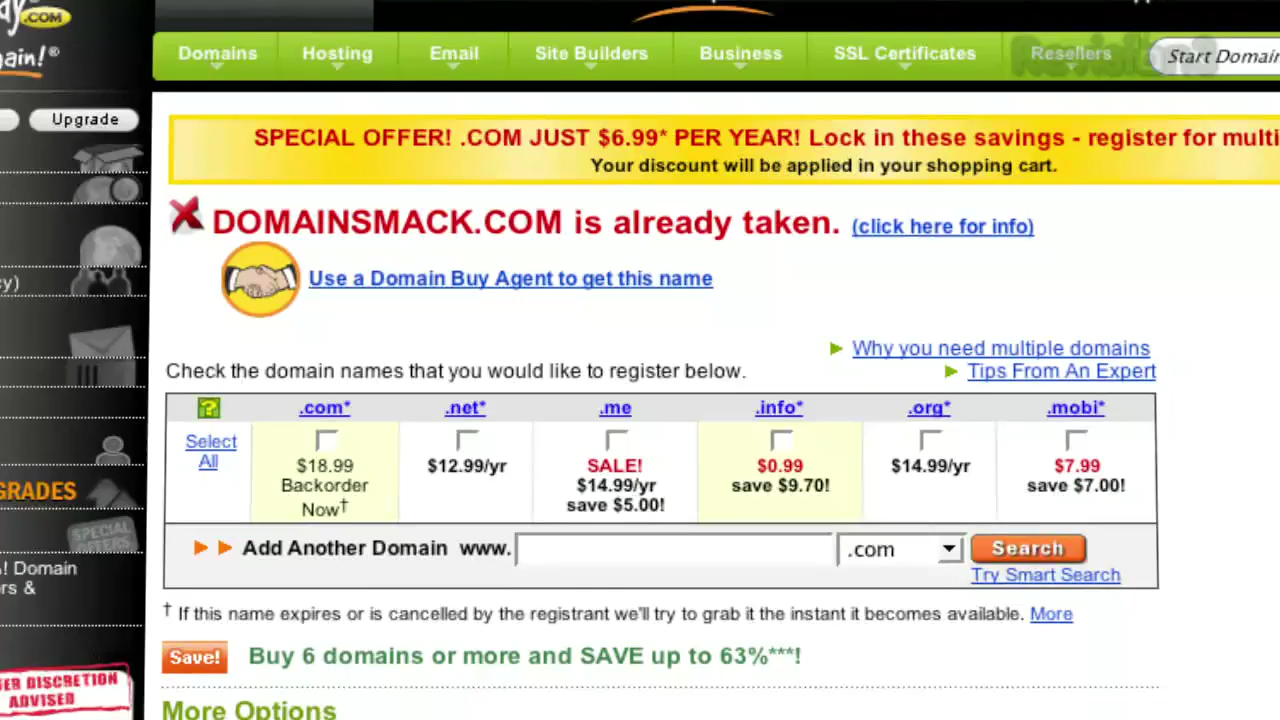 .COM
ain!®
Domains Hosting Email Site Builders Business SSL Certificates Resellers Start Domain
Upgrade
SPECIAL OFFER! .COM JUST $6.99* PER YEAR! Lock in these savings - register for multi
Your discount will be applied in your shopping cart.
DOMAINSMACK.COM is already taken. (click here for info)
Use a Domain Buy Agent to get this name
cy)
Why you need multiple domains
Check the domain names that you would like to register below.
Tips From An Expert
? .com* .net* .me .info* .org* .mobi*
Select All
$18.99 Backorder Now†
$12.99/yr
SALE! $14.99/yr save $5.00!
$0.99 save $9.70!
$14.99/yr
$7.99 save $7.00!
GRADES
SPECIAL OFFERS
Add Another Domain www. .com Search
Try Smart Search
! Domain
rs &
† If this name expires or is cancelled by the registrant we'll try to grab it the instant it becomes available. More
Save! Buy 6 domains or more and SAVE up to 63%***!
ER DISCRETION
ADVISED
More Options